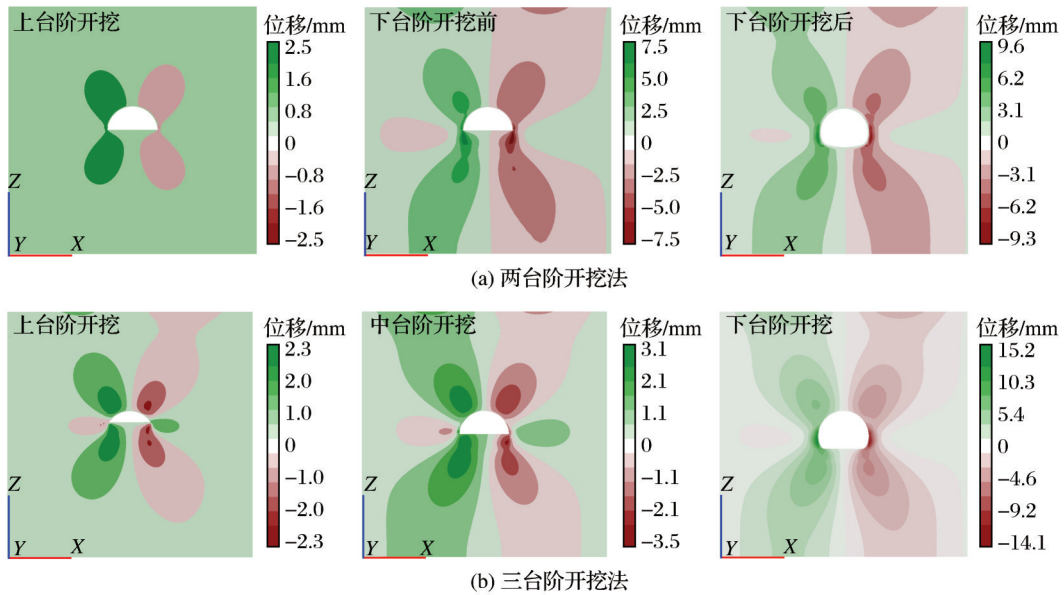 上台阶开挖
位移/mm
2.5
1.6
0.8
0
−0.8
−1.6
−2.5
Z
Y
X
下台阶开挖前
位移/mm
7.5
5.0
2.5
0
−2.5
−5.0
−7.5
Z
Y
X
下台阶开挖后
位移/mm
9.6
6.2
3.1
0
−3.1
−6.2
−9.3
Z
Y
X
(a) 两台阶开挖法
上台阶开挖
位移/mm
2.3
2.0
1.0
0
−1.0
−2.0
−2.3
Z
Y
X
中台阶开挖
位移/mm
3.1
2.1
1.1
0
−1.1
−2.1
−3.5
Z
Y
X
下台阶开挖
位移/mm
15.2
10.3
5.4
0
−4.6
−9.2
−14.1
Z
Y
X
(b) 三台阶开挖法